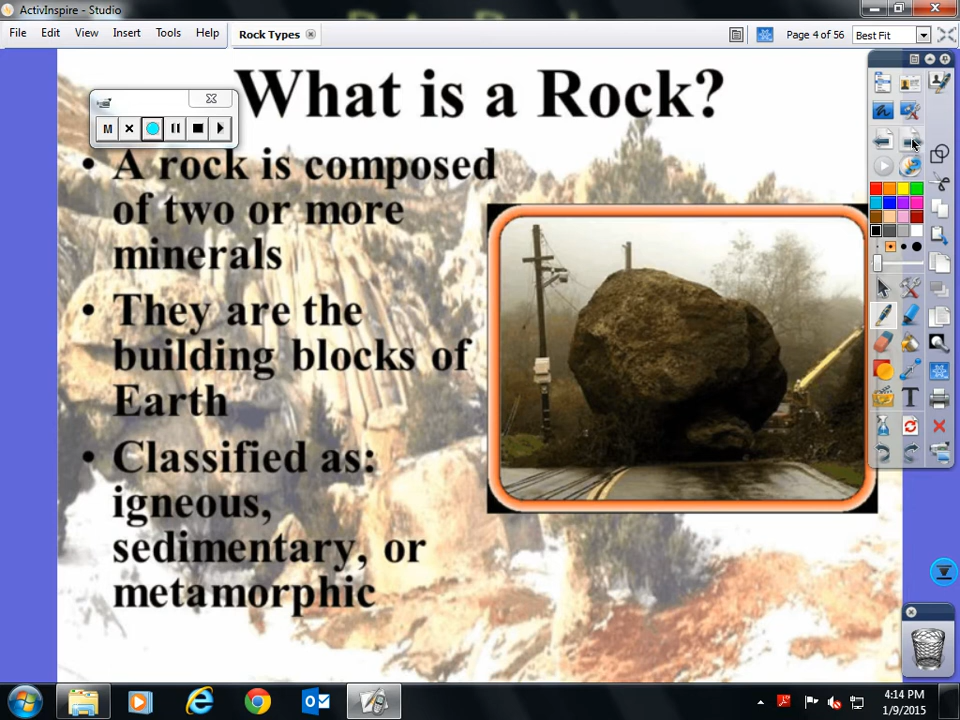 ActivInspire - Studio
File Edit View Insert Tools Help
Rock Types
Page 4 of 56
Best Fit
What is a Rock?
M
• A rock is composed
of two or more
minerals
• They are the
building blocks of
Earth
• Classified as:
igneous,
sedimentary, or
metamorphic
T
4:14 PM
1/9/2015